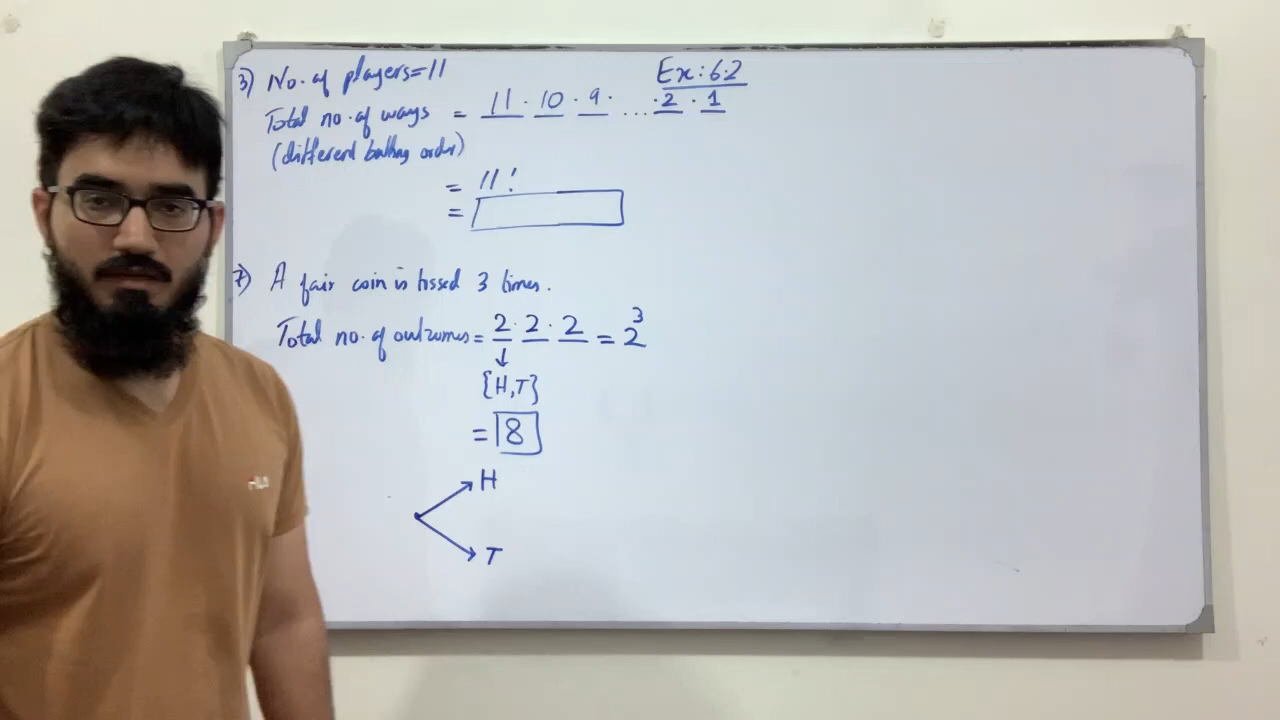 Ex: 6.2
3) No. of players = 11
Total no. of ways = 11 · 10 · 9 · ... · 2 · 1
(different batting order)
= 11!
=
7) A fair coin is tossed 3 times.
Total no. of outcomes = 2 · 2 · 2 = 2³
↓
{H,T}
= 8
H
T